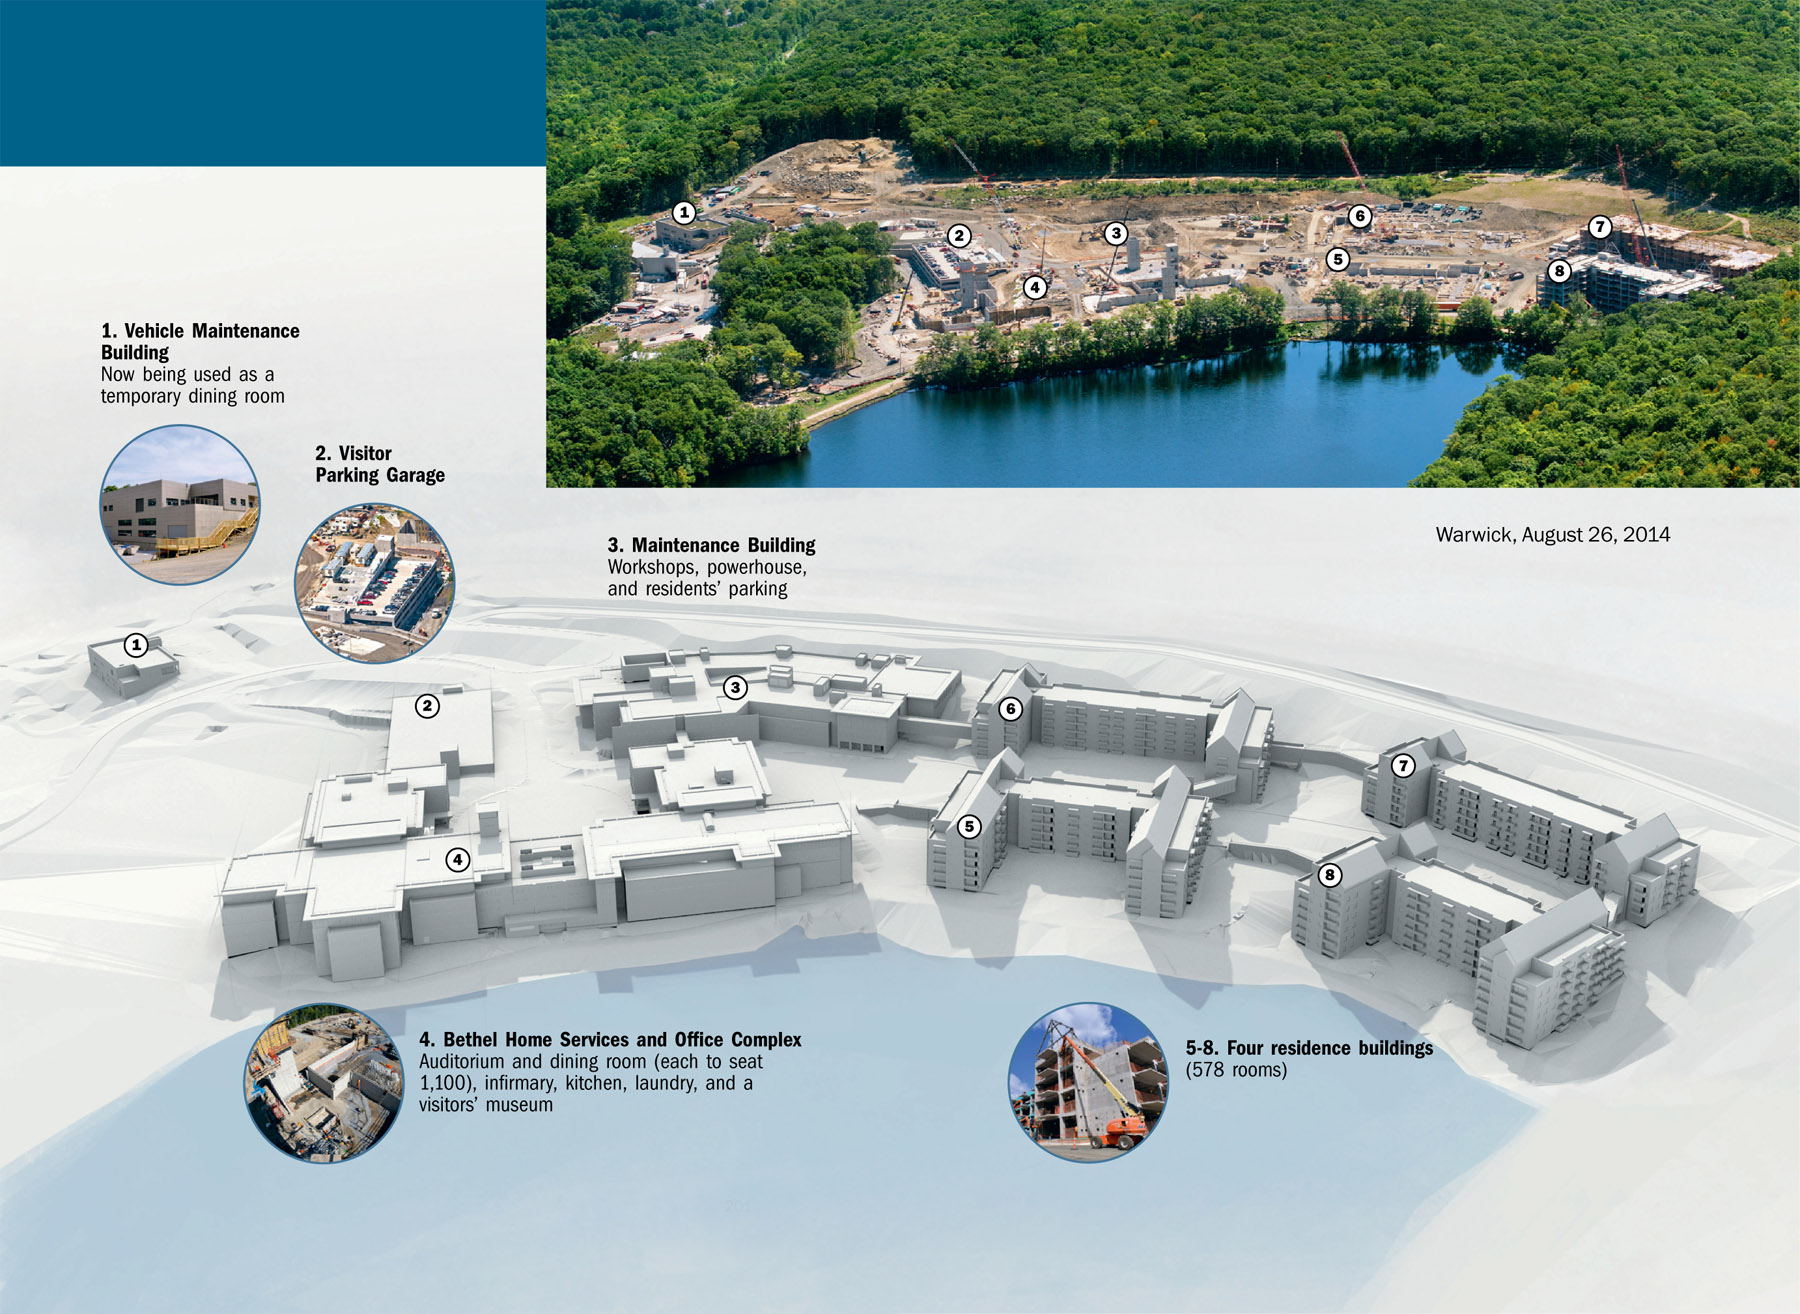 1
2
3
4
5
6
7
8
1. Vehicle Maintenance
Building
Now being used as a
temporary dining room
2. Visitor
Parking Garage
Warwick, August 26, 2014
3. Maintenance Building
Workshops, powerhouse,
and residents’ parking
1
2
3
4
5
6
7
8
4. Bethel Home Services and Office Complex
Auditorium and dining room (each to seat
1,100), infirmary, kitchen, laundry, and a
visitors’ museum
5-8. Four residence buildings
(578 rooms)
201